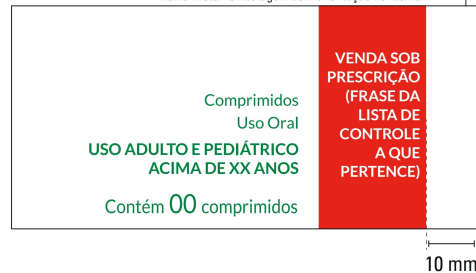 Comprimidos
Uso Oral
USO ADULTO E PEDIÁTRICO
ACIMA DE XX ANOS
Contém 00 comprimidos
VENDA SOB
PRESCRIÇÃO
(FRASE DA
LISTA DE
CONTROLE
A QUE
PERTENCE)
10 mm